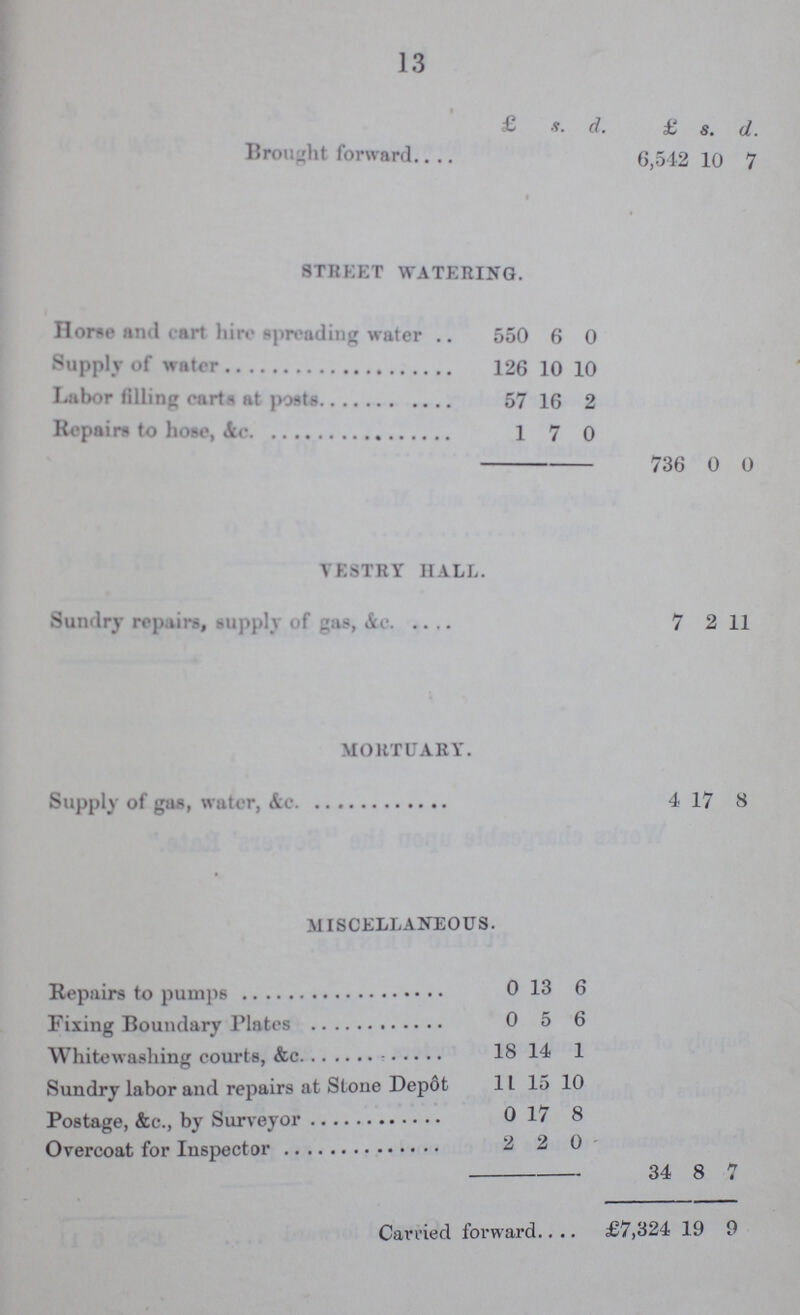 13
£ s. d. £ s. d.
Brought forward.... 6,542 10 7
STREET WATERING.
Horse and cart hire spreading water .. 550 6 0
Supply of water .................... 126 10 10
Labor filling carts at posts........ .... 57 16 2
Repairs to hose, &c. ................. 1 7 0
736 0 0
VESTRY HALL.
Sundry repairs, supply of gas, &c. .... 7 2 11
MORTUARY.
Supply of gas, water, &c. ............. 4 17 8
MISCELLANEOUS.
Repairs to pumps ................... 0 13 6
Fixing Boundary Plates ............. 0 5 6
Whitewashing courts, &c............. 18 14 1
Sundry labor and repairs at Stone Depôt 11 15 10
Postage, &c., by Surveyor ............. 0 17 8
Overcoat for Inspector ............... 2 2 0
34 8 7
Carried forward.... £7,324 19 9